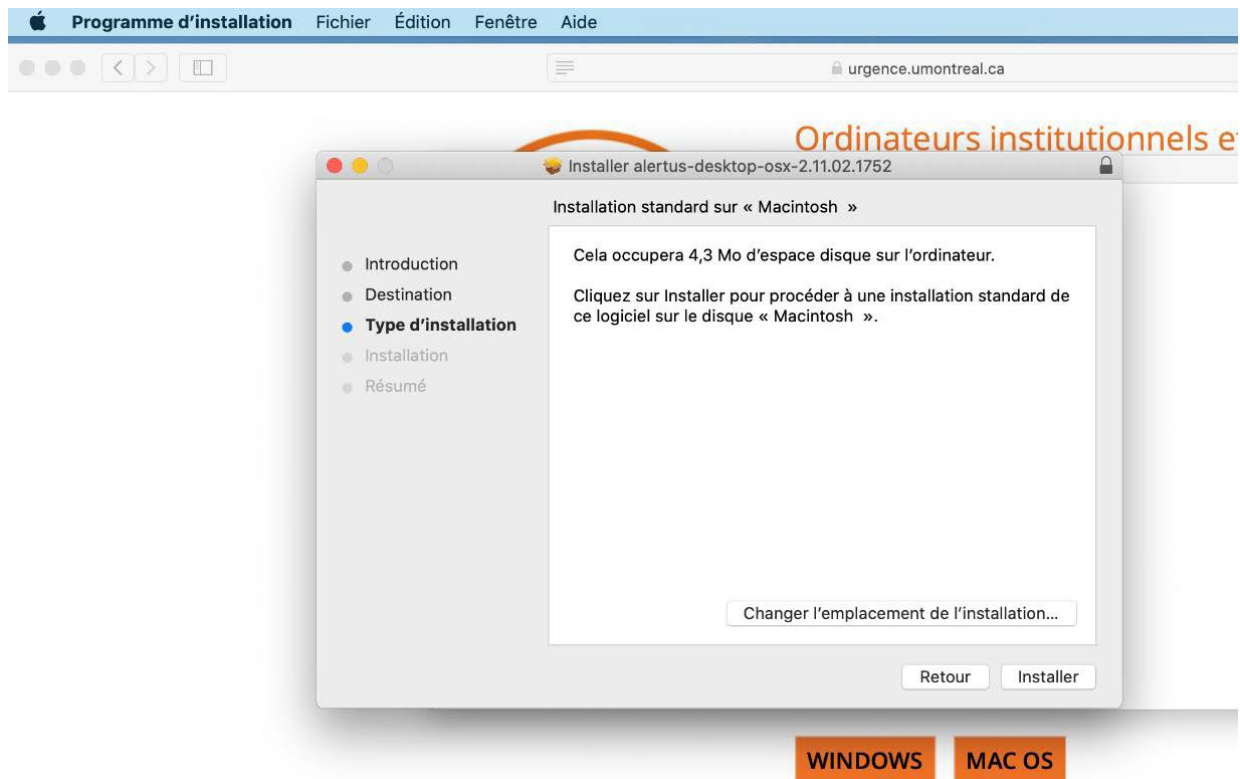 Programme d'installation Fichier Édition Fenêtre Aide
urgence.umontreal.ca
Ordinateurs institutionnels
Installer alertus-desktop-osx-2.11.02.1752
Installation standard sur « Macintosh »
Introduction
Destination
Type d'installation
Installation
Résumé
Cela occupera 4,3 Mo d'espace disque sur l'ordinateur.
Cliquez sur Installer pour procéder à une installation standard de
ce logiciel sur le disque « Macintosh ».
Changer l'emplacement de l'installation...
Retour Installer
WINDOWS MAC OS